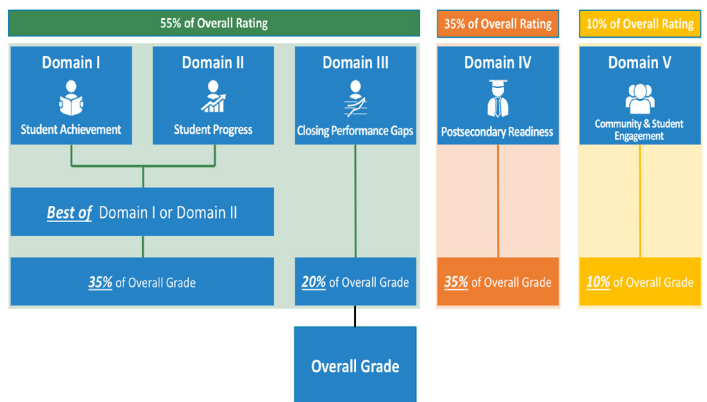 55% of Overall Rating
35% of Overall Rating
10% of Overall Rating
Domain I
Student Achievement
Domain II
Student Progress
Domain III
Closing Performance Gaps
Domain IV
Postsecondary Readiness
Domain V
Community & Student
Engagement
Best of Domain I or Domain II
35% of Overall Grade
20% of Overall Grade
35% of Overall Grade
10% of Overall Grade
Overall Grade